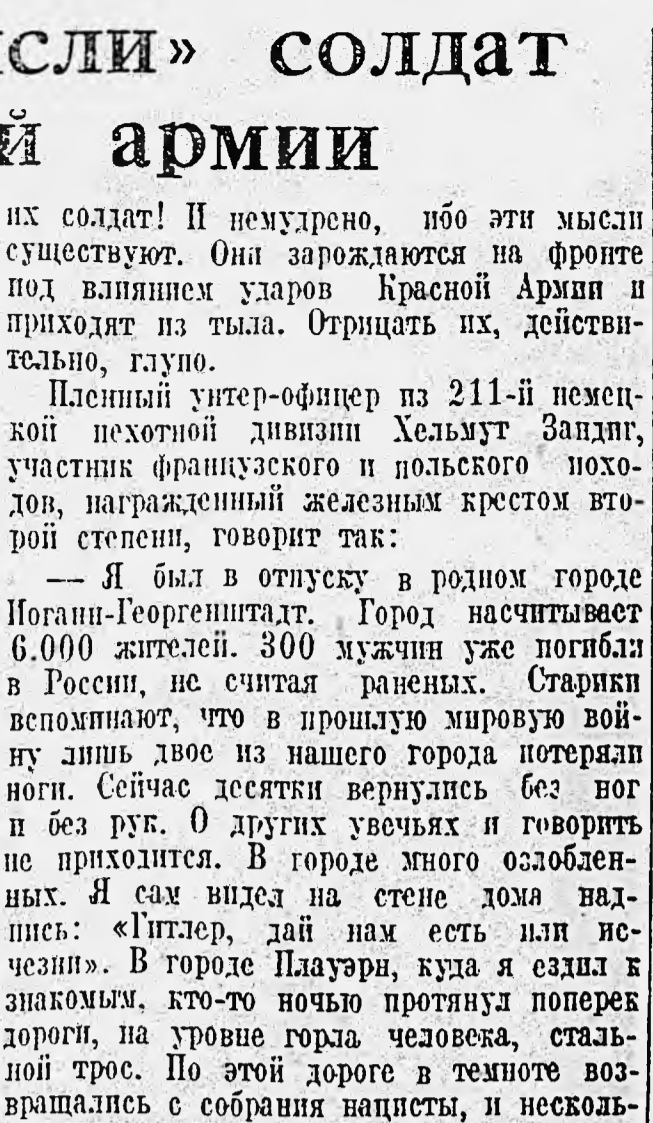 сли» солдат
й армии
их солдат! И немудрено, ибо эти мысли
существуют. Они зарождаются на фронте
под влиянием ударов Красной Армии и
приходят из тыла. Отрицать их, действи-
тельно, глупо.
Пленный унтер-офицер из 211-й немец-
кой пехотной дивизии Хельмут Зандиг,
участник французского и польского похо-
дов, награжденный железным крестом вто-
рой степени, говорит так:
— Я был в отпуску в родном городе
Иогани-Георгенштадт. Город насчитывает
6.000 жителей. 300 мужчин уже погибли
в России, не считая раненых. Старики
вспоминают, что в прошлую мировую вой-
ну лишь двое из нашего города потеряли
ноги. Сейчас десятки вернулись без ног
и без рук. О других увечьях и говорить
не приходится. В городе много озлоблен-
ных. Я сам видел на стене дома над-
пись: «Гитлер, дай нам есть или ис-
чезни». В городе Плауэрн, куда я ездил к
знакомым, кто-то ночью протянул поперек
дороги, на уровне горла человека, сталь-
ной трос. По этой дороге в темноте воз-
вращались с собрания нацисты, и несколь-